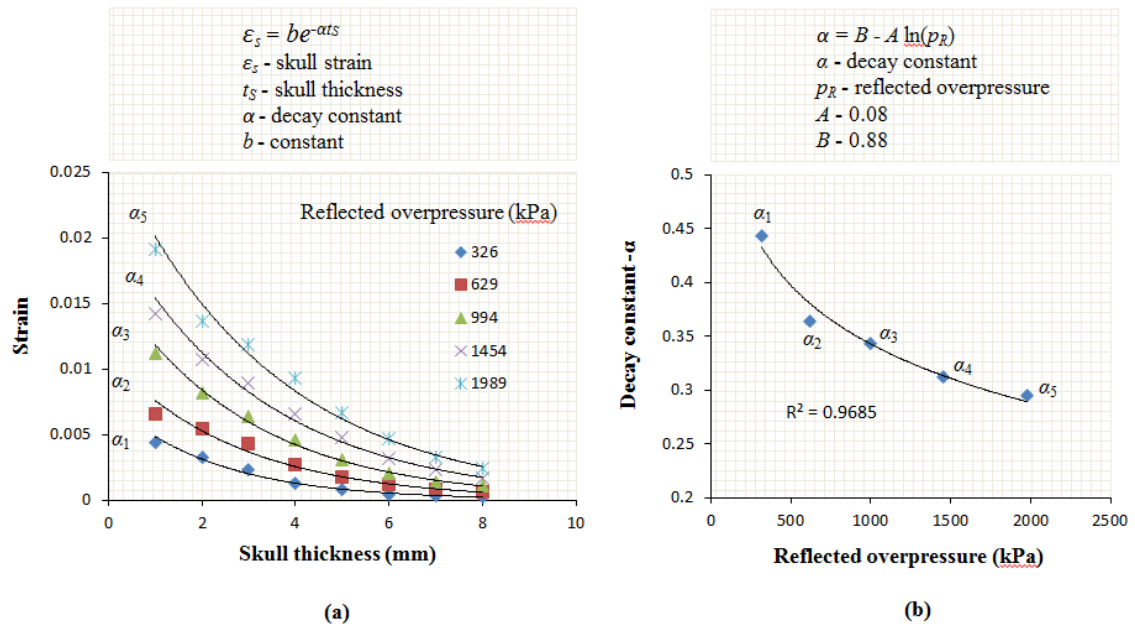 εs = be-αts
εs - skull strain
tS - skull thickness
α - decay constant
b - constant
0.025
0.02
0.015
0.01
0.005
0
0 2 4 6 8 10
Strain
Skull thickness (mm)
α5
α4
α3
α2
α1
Reflected overpressure (kPa)
326
629
994
1454
1989
(a)
α = B - A ln(pR)
α - decay constant
pR - reflected overpressure
A - 0.08
B - 0.88
0.5
0.45
0.4
0.35
0.3
0.25
0.2
0 500 1000 1500 2000 2500
Decay constant -α
Reflected overpressure (kPa)
α1
α2
α3
α4
α5
R² = 0.9685
(b)